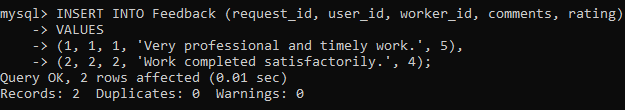 mysql> INSERT INTO Feedback (request_id, user_id, worker_id, comments, rating)
    -> VALUES
    -> (1, 1, 1, 'Very professional and timely work.', 5),
    -> (2, 2, 2, 'Work completed satisfactorily.', 4);
Query OK, 2 rows affected (0.01 sec)
Records: 2  Duplicates: 0  Warnings: 0